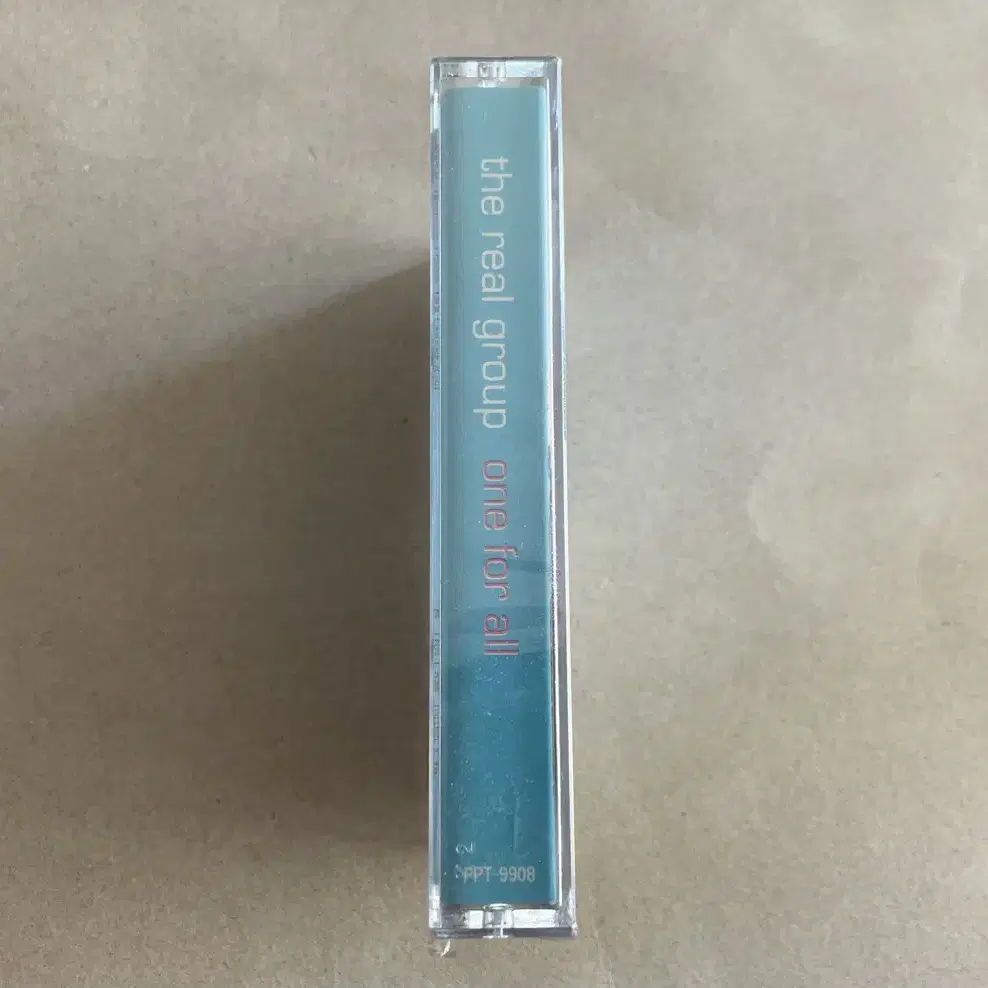 the real group one for all
PPT-9908